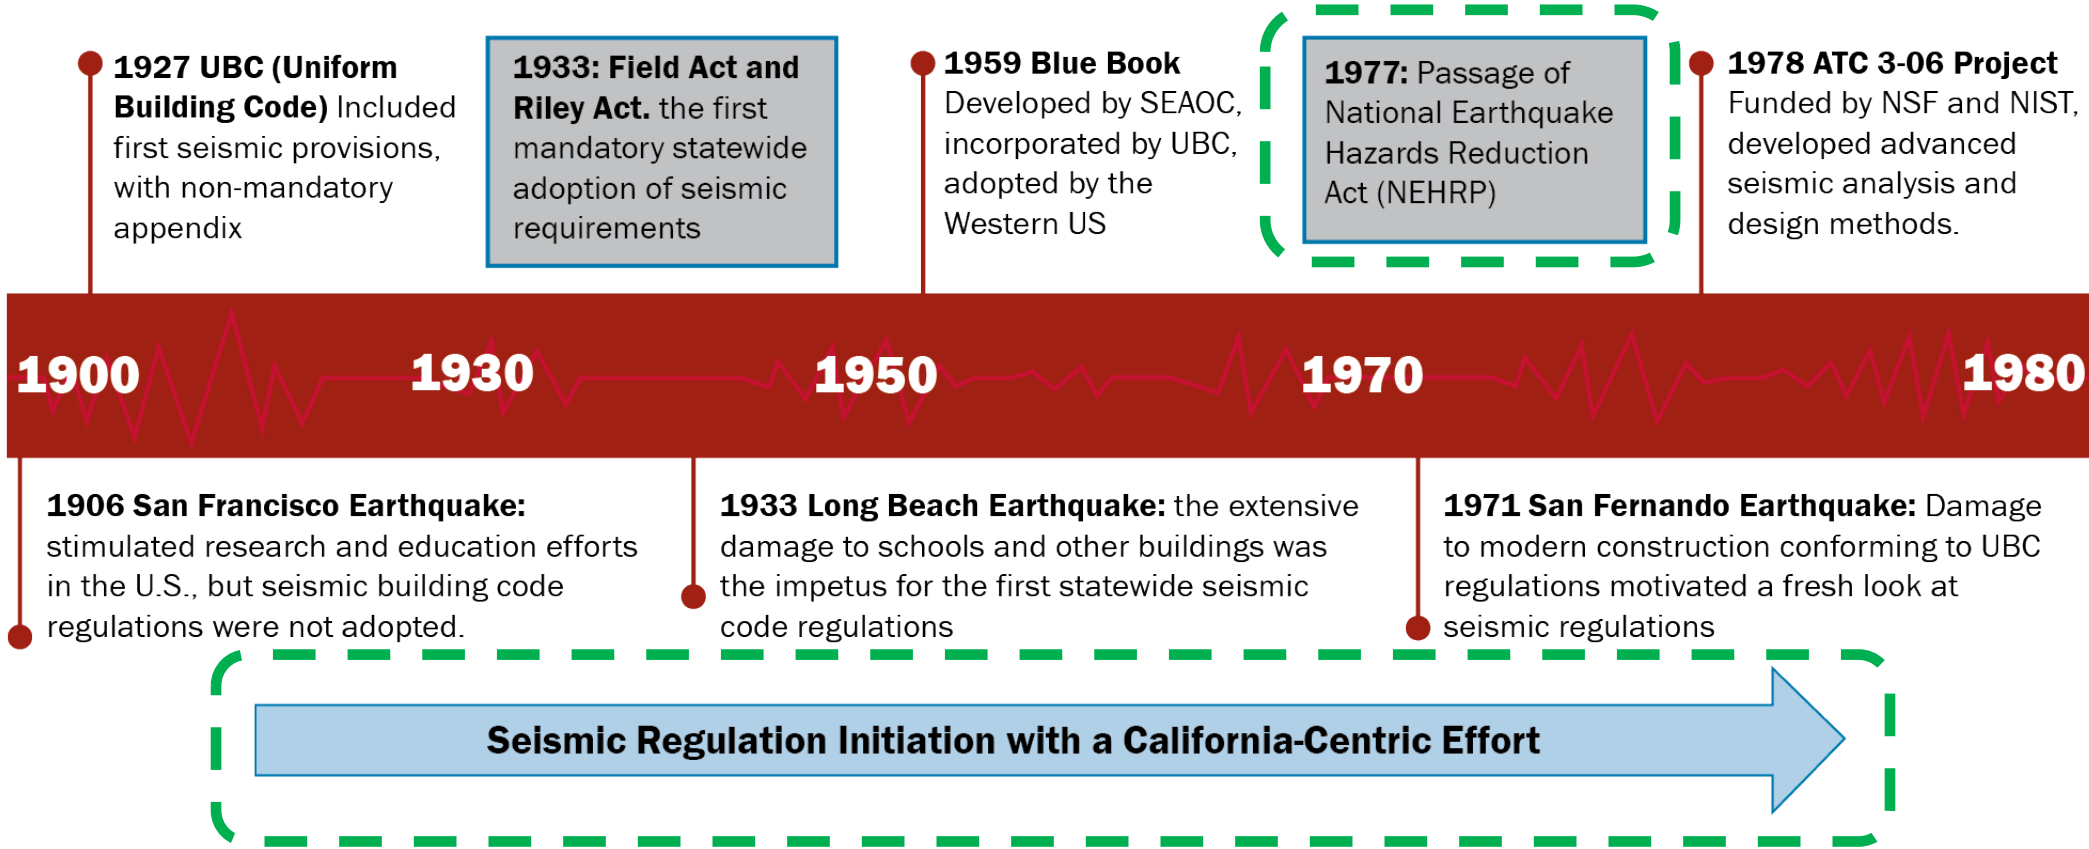 1927 UBC (Uniform
Building Code) Included
first seismic provisions,
with non-mandatory
appendix
1933: Field Act and
Riley Act. the first
mandatory statewide
adoption of seismic
requirements
1959 Blue Book
Developed by SEAOC,
incorporated by UBC,
adopted by the
Western US
1977: Passage of
National Earthquake
Hazards Reduction
Act (NEHRP)
1978 ATC 3-06 Project
Funded by NSF and NIST,
developed advanced
seismic analysis and
design methods.
1900
1930
1950
1970
1980
1906 San Francisco Earthquake:
stimulated research and education efforts
in the U.S., but seismic building code
regulations were not adopted.
1933 Long Beach Earthquake: the extensive
damage to schools and other buildings was
the impetus for the first statewide seismic
code regulations
1971 San Fernando Earthquake: Damage
to modern construction conforming to UBC
regulations motivated a fresh look at
seismic regulations
Seismic Regulation Initiation with a California-Centric Effort